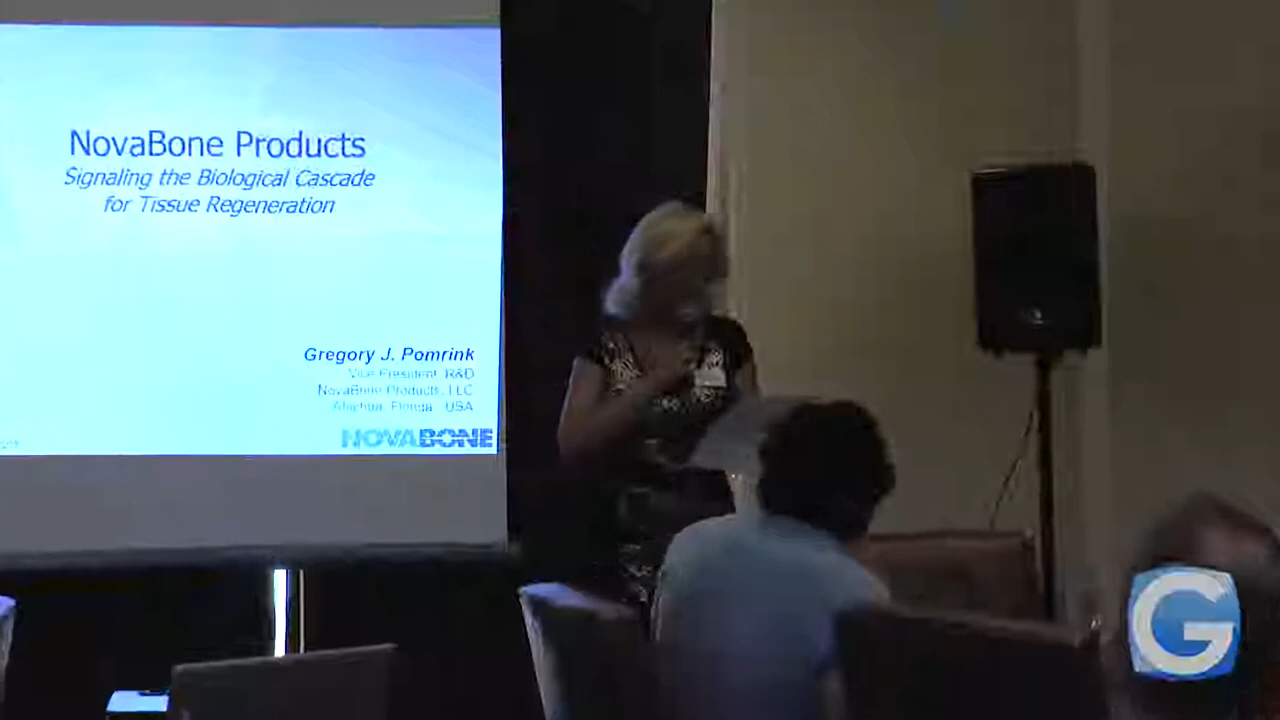 NovaBone Products
Signaling the Biological Cascade
for Tissue Regeneration
Gregory J. Pomrink
Vice President, R&D
NovaBone Products, LLC
Alachua, Florida USA
NOVABONE
G